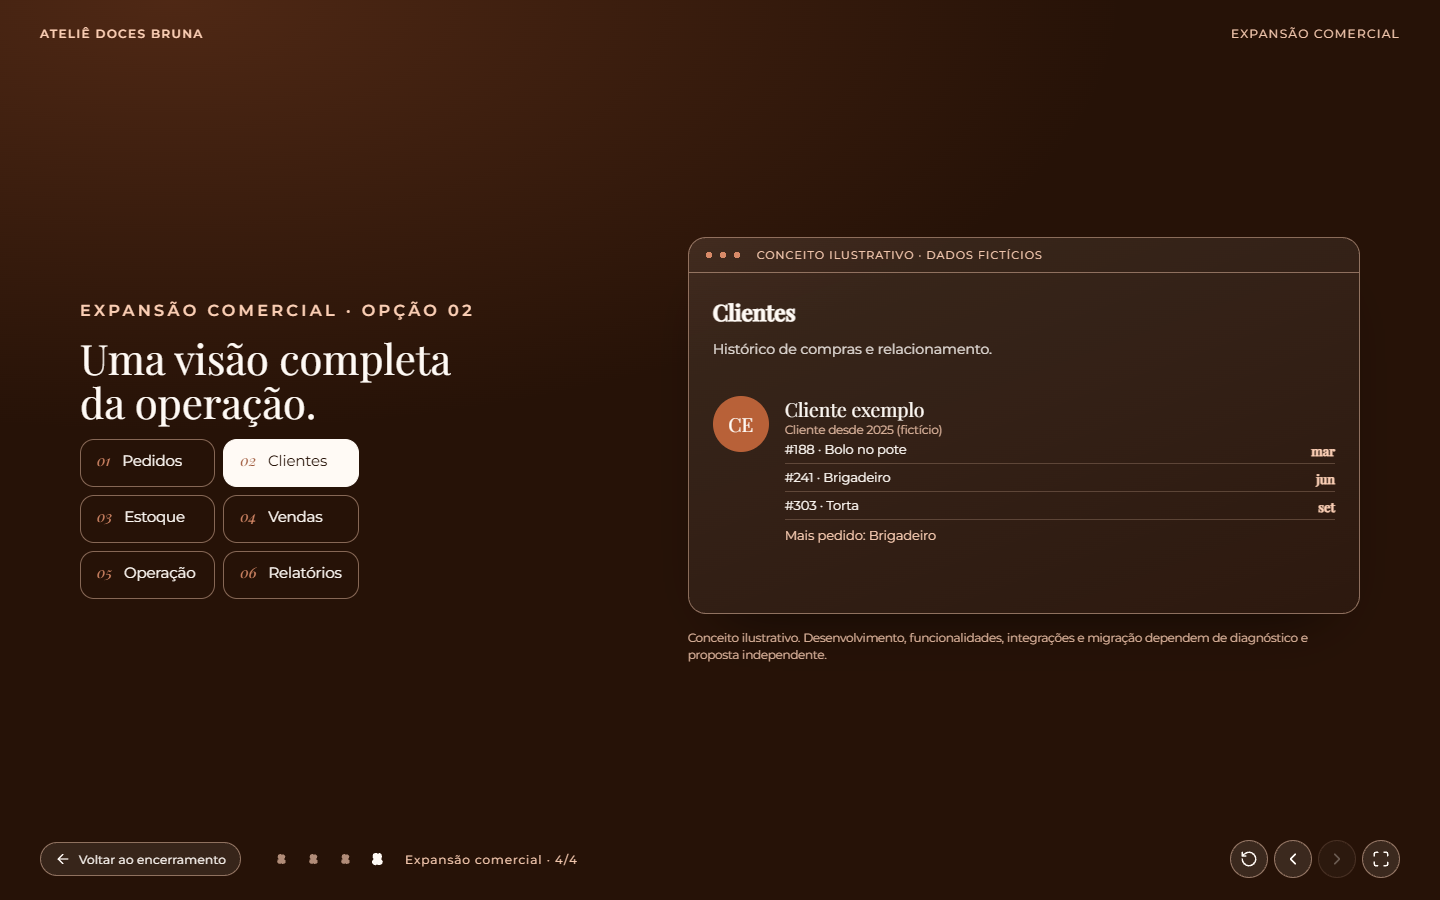 ATELIÊ DOCES BRUNA
EXPANSÃO COMERCIAL
EXPANSÃO COMERCIAL · OPÇÃO 02
Uma visão completa
da operação.
01 Pedidos
02 Clientes
03 Estoque
04 Vendas
05 Operação
06 Relatórios
CONCEITO ILUSTRATIVO · DADOS FICTÍCIOS
Clientes
Histórico de compras e relacionamento.
CE
Cliente exemplo
Cliente desde 2025 (fictício)
#188 · Bolo no pote mar
#241 · Brigadeiro jun
#303 · Torta set
Mais pedido: Brigadeiro
Conceito ilustrativo. Desenvolvimento, funcionalidades, integrações e migração dependem de diagnóstico e
proposta independente.
Voltar ao encerramento
Expansão comercial · 4/4